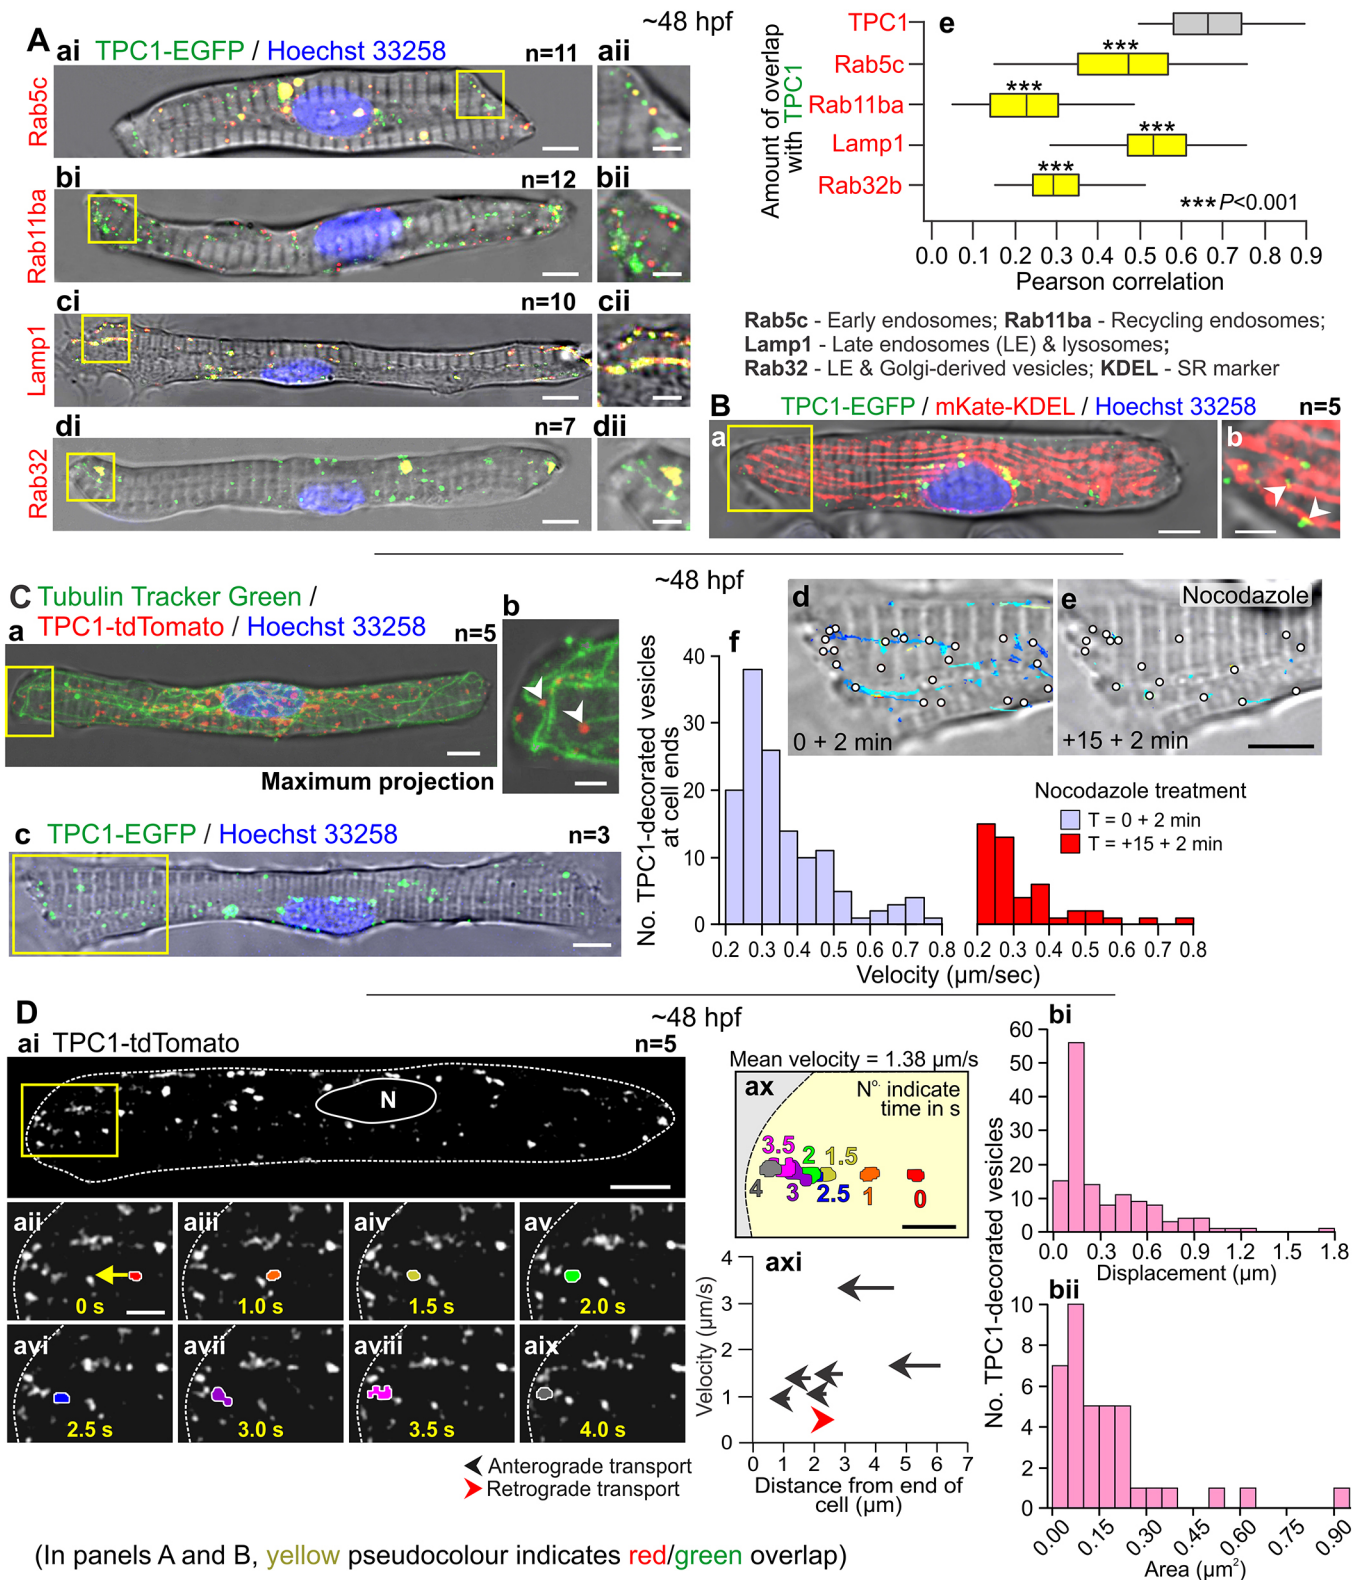 ~48 hpf
A
ai TPC1-EGFP / Hoechst 33258 n=11 aii
Rab5c
bi n=12 bii
Rab11ba
ci n=10 cii
Lamp1
di n=7 dii
Rab32
e
Amount of overlap
with TPC1
TPC1
Rab5c ***
Rab11ba ***
Lamp1 ***
Rab32b ***
***P<0.001
0.0 0.1 0.2 0.3 0.4 0.5 0.6 0.7 0.8 0.9
Pearson correlation
Rab5c - Early endosomes; Rab11ba - Recycling endosomes;
Lamp1 - Late endosomes (LE) & lysosomes;
Rab32 - LE & Golgi-derived vesicles; KDEL - SR marker
B TPC1-EGFP / mKate-KDEL / Hoechst 33258 n=5
a b
~48 hpf
C Tubulin Tracker Green /
a TPC1-tdTomato / Hoechst 33258 n=5 b
Maximum projection
c TPC1-EGFP / Hoechst 33258 n=3
d 0 + 2 min
e Nocodazole
+15 + 2 min
f
No. TPC1-decorated vesicles
at cell ends
40
30
20
10
0
Nocodazole treatment
T = 0 + 2 min
T = +15 + 2 min
0.2 0.3 0.4 0.5 0.6 0.7 0.8 0.2 0.3 0.4 0.5 0.6 0.7 0.8
Velocity (µm/sec)
D
~48 hpf
ai TPC1-tdTomato n=5
N
aii 0 s
aiii 1.0 s
aiv 1.5 s
av 2.0 s
avi 2.5 s
avii 3.0 s
aviii 3.5 s
aix 4.0 s
Anterograde transport
Retrograde transport
Mean velocity = 1.38 µm/s
ax Nº. indicate
time in s
3.5 2 1.5
4 3 2.5 1 0
axi
Velocity (µm/s)
4
3
2
1
0
0 1 2 3 4 5 6 7
Distance from end of
cell (µm)
bi
No. TPC1-decorated vesicles
60
50
40
30
20
10
0
0.0 0.3 0.6 0.9 1.2 1.5 1.8
Displacement (µm)
bii
10
8
6
4
2
0
0.00 0.15 0.30 0.45 0.60 0.75 0.90
Area (µm²)
(In panels A and B, yellow pseudocolour indicates red/green overlap)